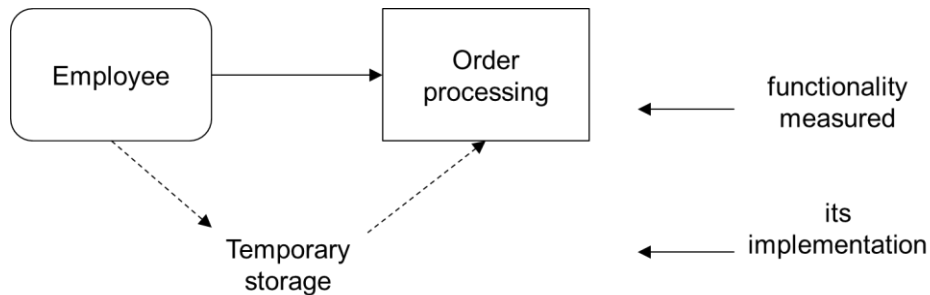 Employee
Order
processing
functionality
measured
Temporary
storage
its
implementation